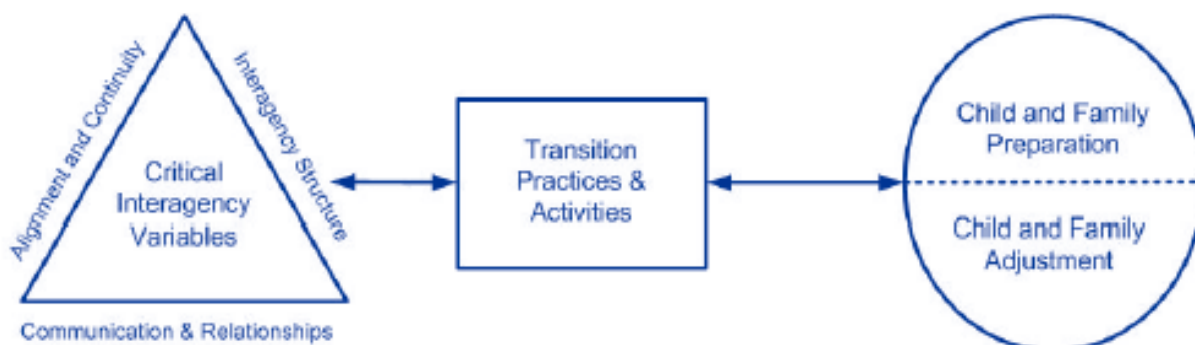 Alignment and Continuity
Interagency Structure
Critical
Interagency
Variables
Communication & Relationships
Transition
Practices &
Activities
Child and Family
Preparation
Child and Family
Adjustment